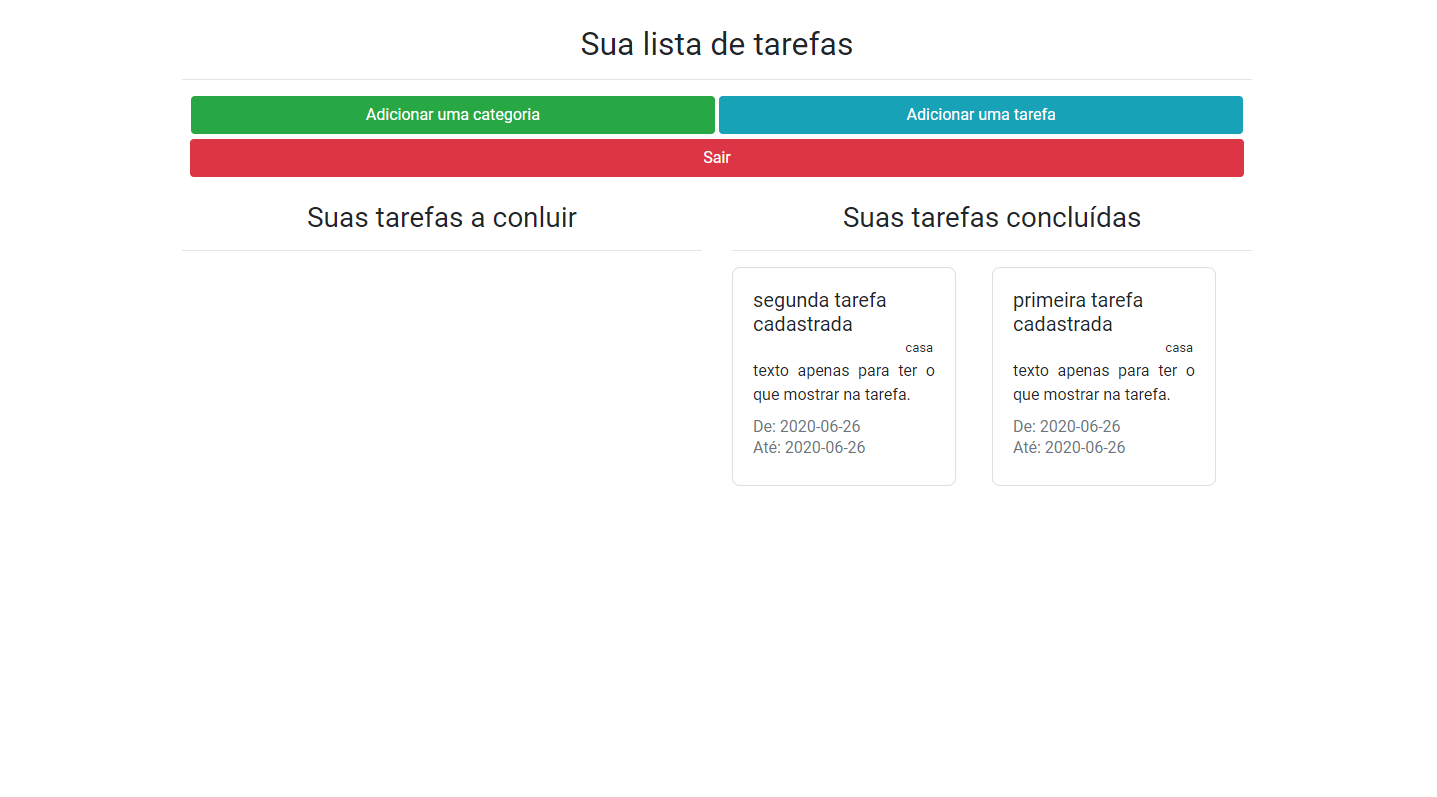 Sua lista de tarefas
Adicionar uma categoria
Adicionar uma tarefa
Sair
Suas tarefas a conluir
Suas tarefas concluídas
segunda tarefa
cadastrada
casa
texto apenas para ter o
que mostrar na tarefa.
De: 2020-06-26
Até: 2020-06-26
primeira tarefa
cadastrada
casa
texto apenas para ter o
que mostrar na tarefa.
De: 2020-06-26
Até: 2020-06-26